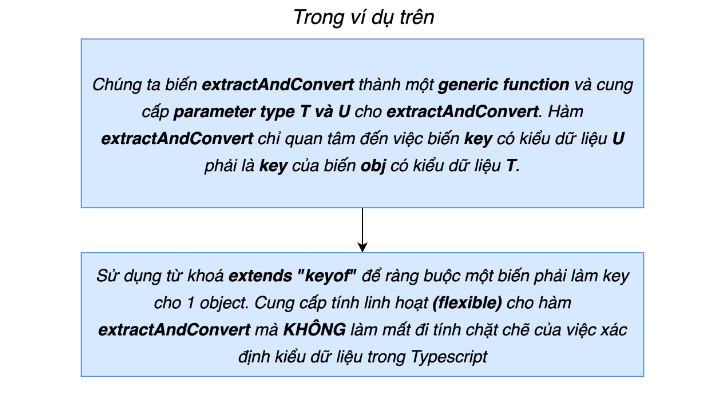 Trong ví dụ trên
Chúng ta biến extractAndConvert thành một generic function và cung
cấp parameter type T và U cho extractAndConvert. Hàm
extractAndConvert chỉ quan tâm đến việc biến key có kiểu dữ liệu U
phải là key của biến obj có kiểu dữ liệu T.
Sử dụng từ khoá extends "keyof" để ràng buộc một biến phải làm key
cho 1 object. Cung cấp tính linh hoạt (flexible) cho hàm
extractAndConvert mà KHÔNG làm mất đi tính chặt chẽ của việc xác
định kiểu dữ liệu trong Typescript